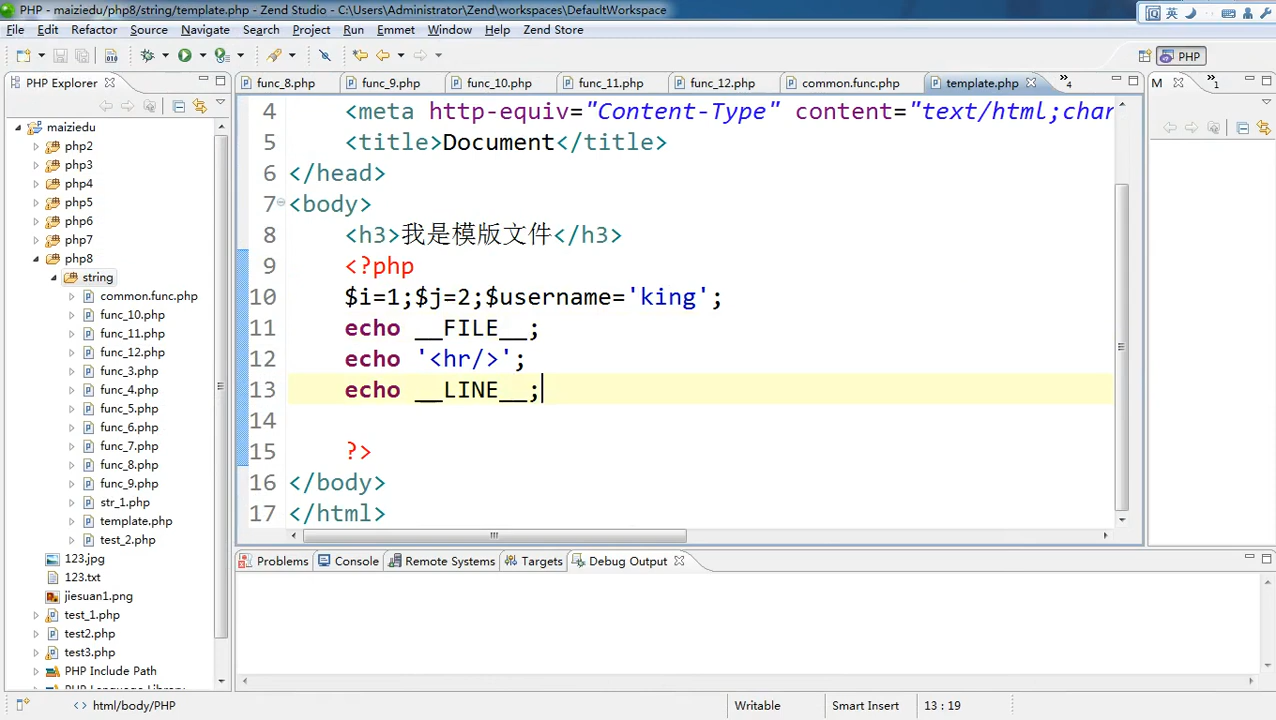 PHP - maiziedu/php8/string/template.php - Zend Studio
C:\Users\Administrator\Zend\workspaces\DefaultWorkspace
英
File Edit Refactor Source Navigate Search Project Run Emmet Window Help Zend Store
PHP
PHP Explorer
func_8.php func_9.php func_10.php func_11.php func_12.php common.func.php template.php »4
M »1
maiziedu
php2
php3
php4
php5
php6
php7
php8
string
common.func.php
func_10.php
func_11.php
func_12.php
func_3.php
func_4.php
func_5.php
func_6.php
func_7.php
func_8.php
func_9.php
str_1.php
template.php
test_2.php
123.jpg
123.txt
jiesuan1.png
test_1.php
test2.php
test3.php
PHP Include Path
PHP Language Library
4 <meta http-equiv="Content-Type" content="text/html;char
5 <title>Document</title>
6 </head>
7 <body>
8 <h3>我是模版文件</h3>
9 <?php
10 $i=1;$j=2;$username='king';
11 echo __FILE__;
12 echo '<hr/>';
13 echo __LINE__;
14
15 ?>
16 </body>
17 </html>
Problems Console Remote Systems Targets Debug Output
html/body/PHP
Writable Smart Insert 13 : 19